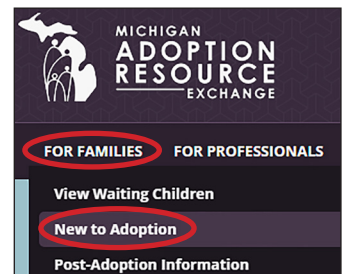 MICHIGAN
ADOPTION
RESOURCE
EXCHANGE
FOR FAMILIES FOR PROFESSIONALS
View Waiting Children
New to Adoption
Post-Adoption Information